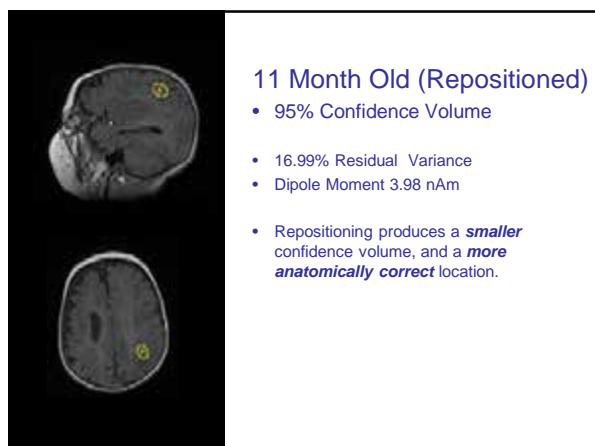 11 Month Old (Repositioned)
• 95% Confidence Volume
• 16.99% Residual Variance
• Dipole Moment 3.98 nAm
• Repositioning produces a smaller
confidence volume, and a more
anatomically correct location.